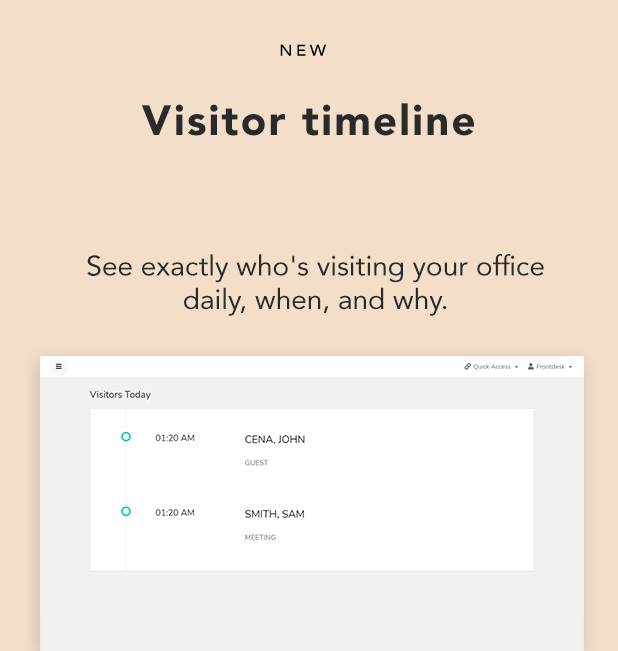 NEW
Visitor timeline
See exactly who's visiting your office
daily, when, and why.
Quick Access Frontdesk
Visitors Today
01:20 AM CENA, JOHN
GUEST
01:20 AM SMITH, SAM
MEETING